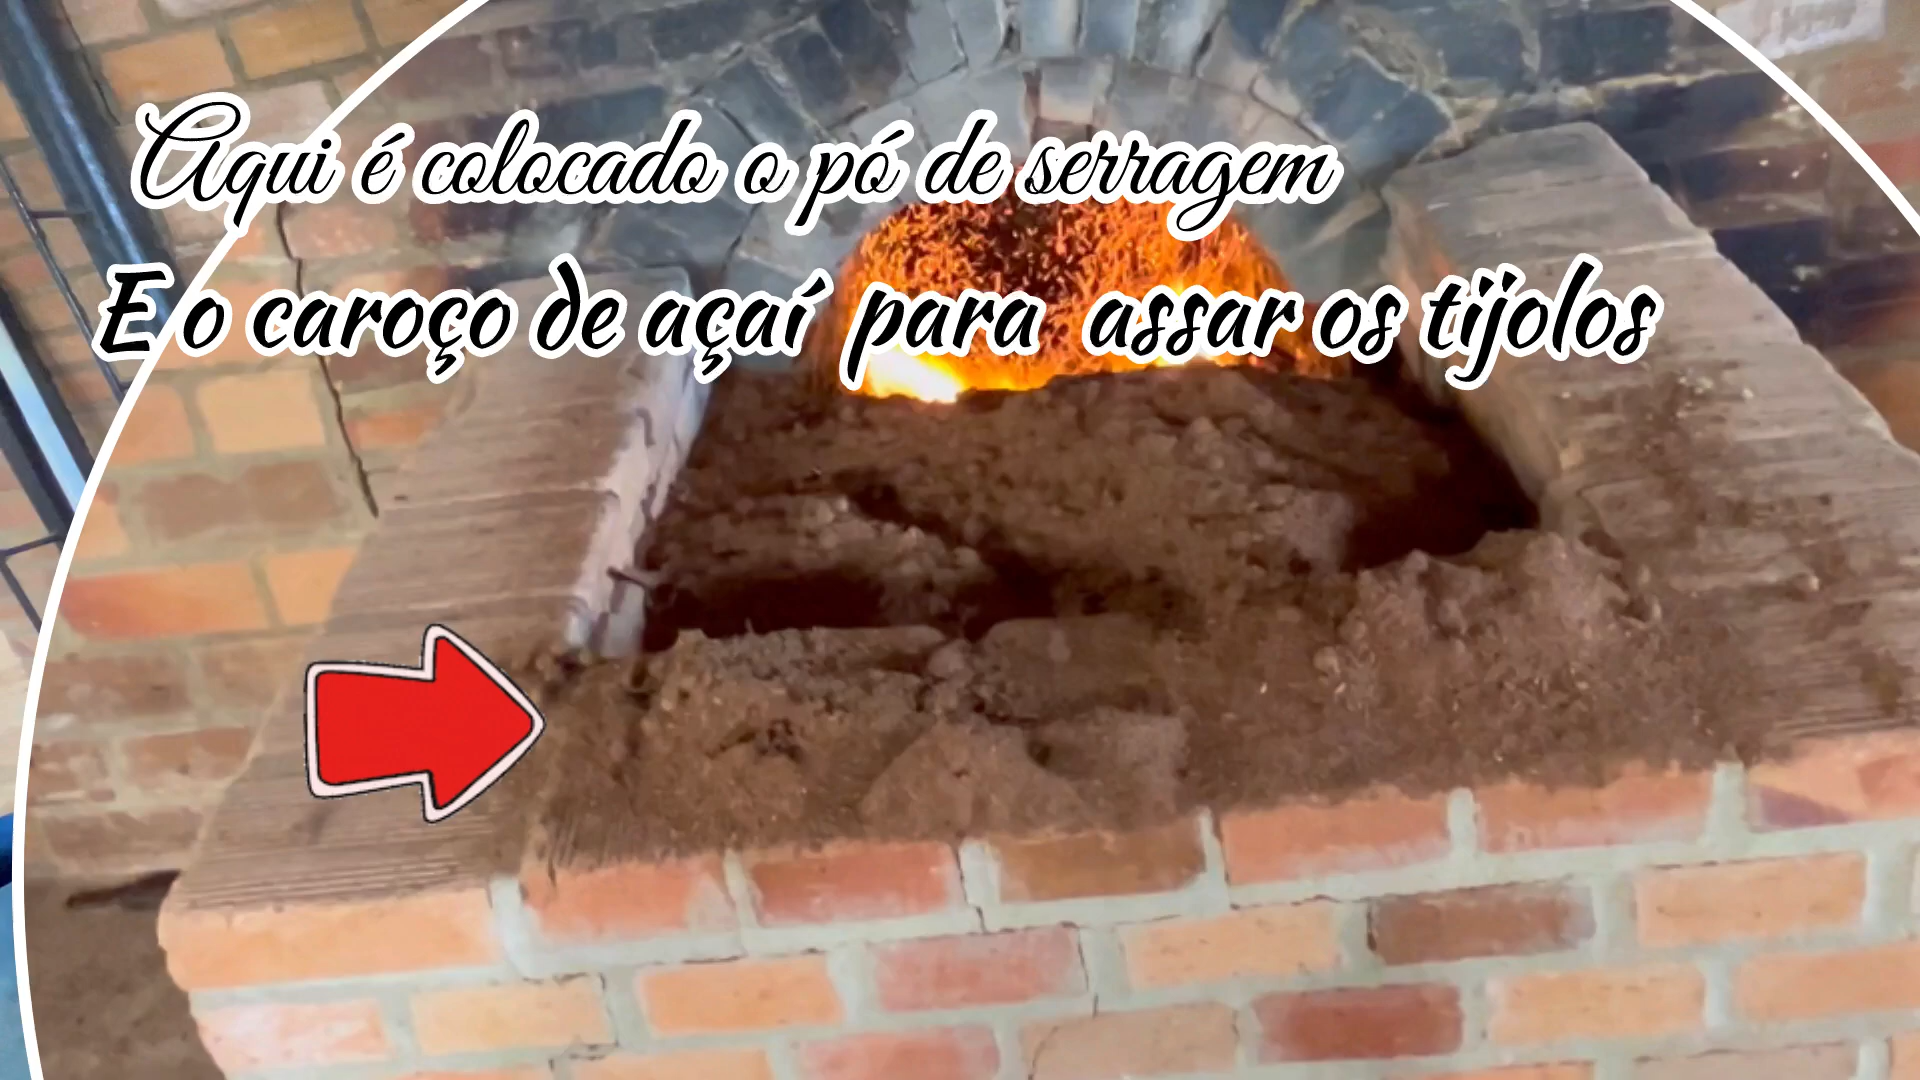 Aqui é colocado o pó de serragem
E o caroço de açaí para assar os tijolos